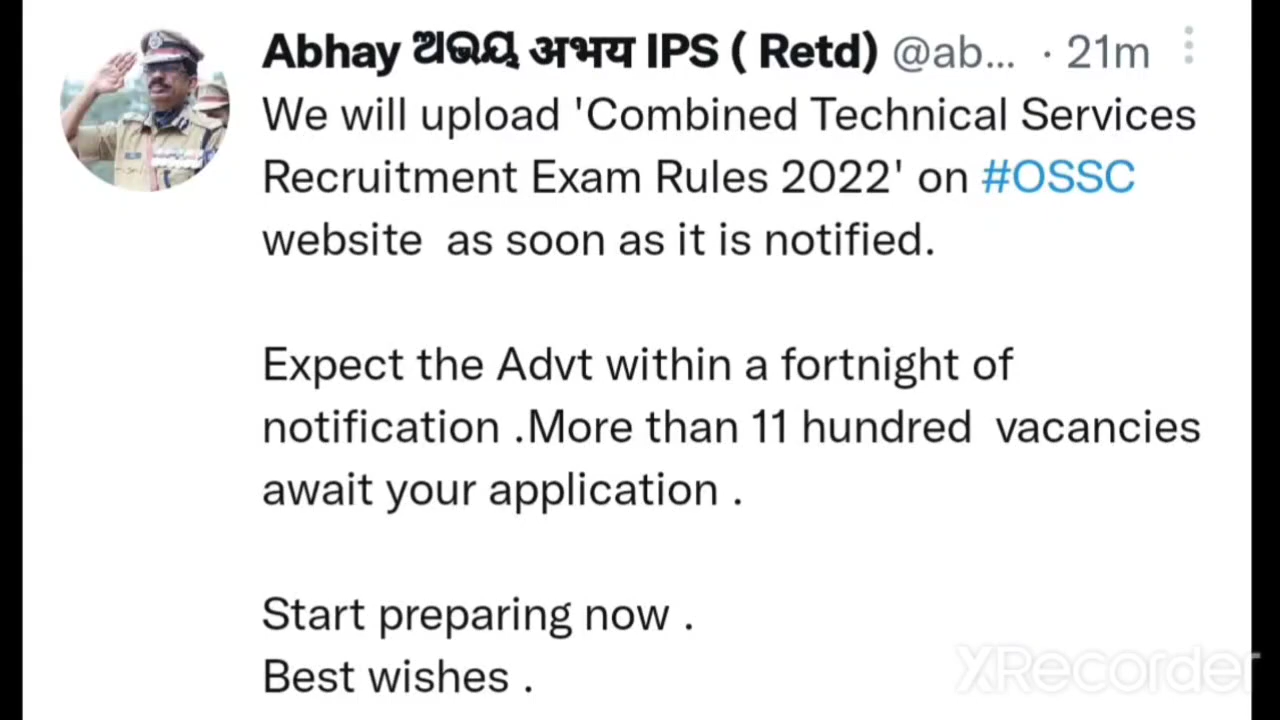 Abhay ଅଭୟ अभय IPS ( Retd) @ab... · 21m
We will upload 'Combined Technical Services
Recruitment Exam Rules 2022' on #OSSC
website as soon as it is notified.
Expect the Advt within a fortnight of
notification .More than 11 hundred vacancies
await your application .
Start preparing now .
Best wishes .
XRecorder